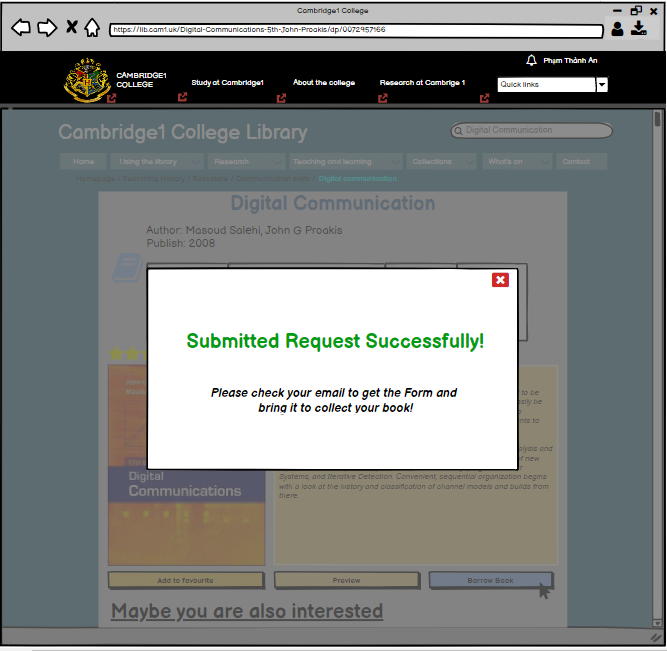 Cambridge1 College
https://lib.cam1.uk/Digital-Communications-5th-John-Proakis/dp/0072957166
Phạm Thành An
CAMBRIDGE1
COLLEGE
Study at Cambridge1
About the college
Research at Cambrige 1
Quick links
Cambridge1 College Library
Digital Communication
Home
Using the library
Research
Teaching and learning
Collections
What's on
Contact
Digital communication
Digital Communication
Author: Masoud Salehi, John G Proakis
Publish: 2008
Submitted Request Successfully!
Please check your email to get the Form and
bring it to collect your book!
to be
Systems, and Iterative Detection. Convenient, sequential organization begins
with a look at the history and classification of channel models and builds from
there.
Digital
Communications
Add to favourite
Preview
Borrow Book
Maybe you are also interested